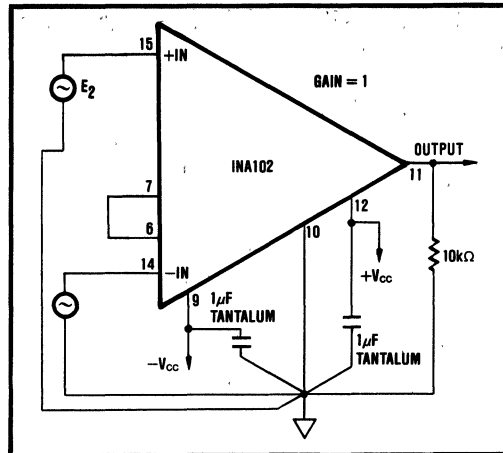 15
+IN
E2
GAIN = 1
OUTPUT
11
INA102
7
6
12
10
14
-IN
9
1µF
TANTALUM
+VCC
10kΩ
1µF
TANTALUM
-VCC